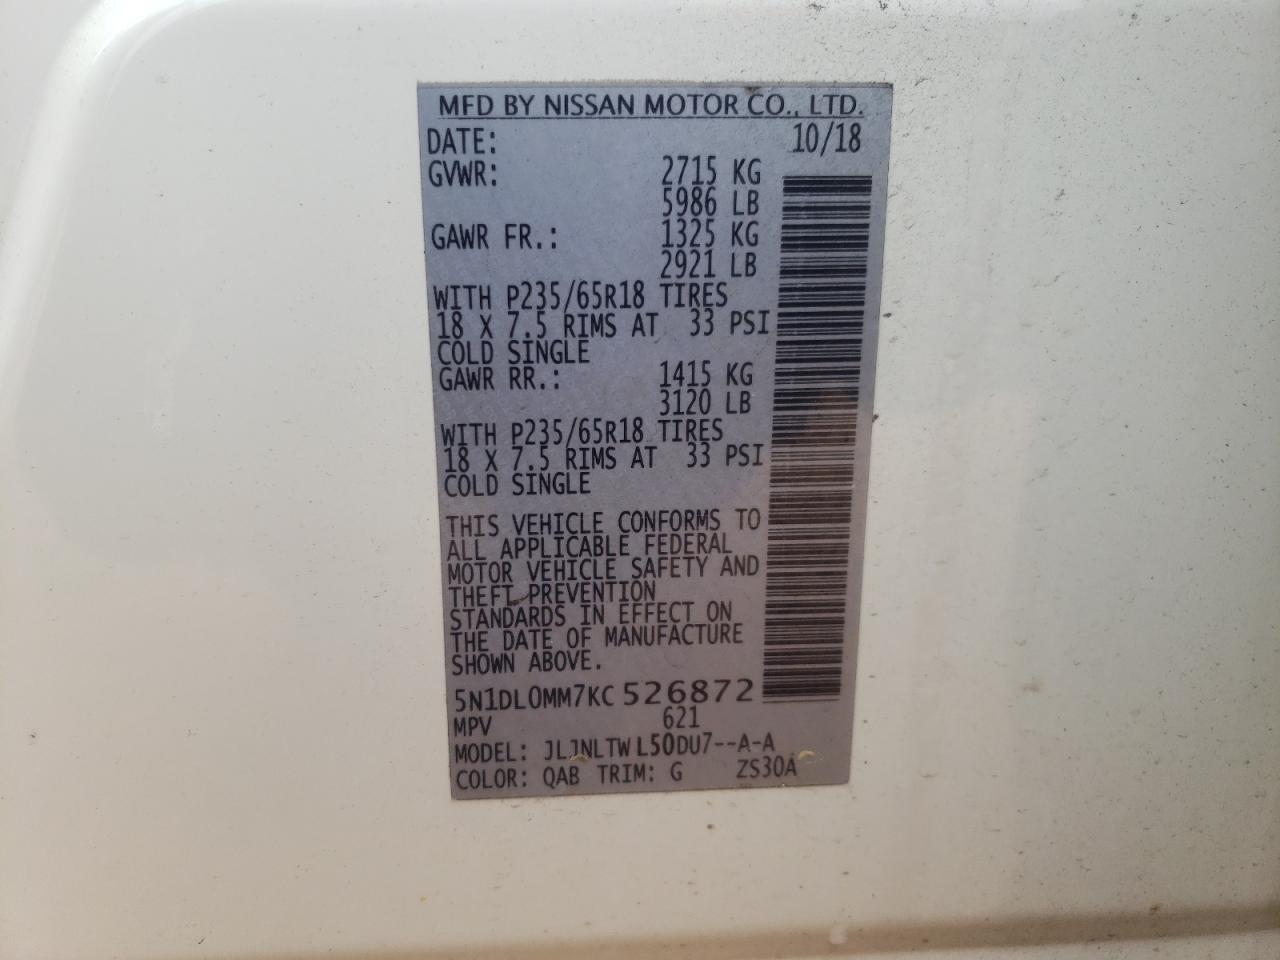 MFD BY NISSAN MOTOR CO., LTD.
DATE: 10/18
GVWR: 2715 KG
5986 LB
GAWR FR.: 1325 KG
2921 LB
WITH P235/65R18 TIRES
18 X 7.5 RIMS AT 33 PSI
COLD SINGLE
GAWR RR.: 1415 KG
3120 LB
WITH P235/65R18 TIRES
18 X 7.5 RIMS AT 33 PSI
COLD SINGLE
THIS VEHICLE CONFORMS TO
ALL APPLICABLE FEDERAL
MOTOR VEHICLE SAFETY AND
THEFT PREVENTION
STANDARDS IN EFFECT ON
THE DATE OF MANUFACTURE
SHOWN ABOVE.
5N1DL0MM7KC526872
MPV 621
MODEL: JLJNLTWL50DU7--A-A
COLOR: QAB TRIM: G ZS30A